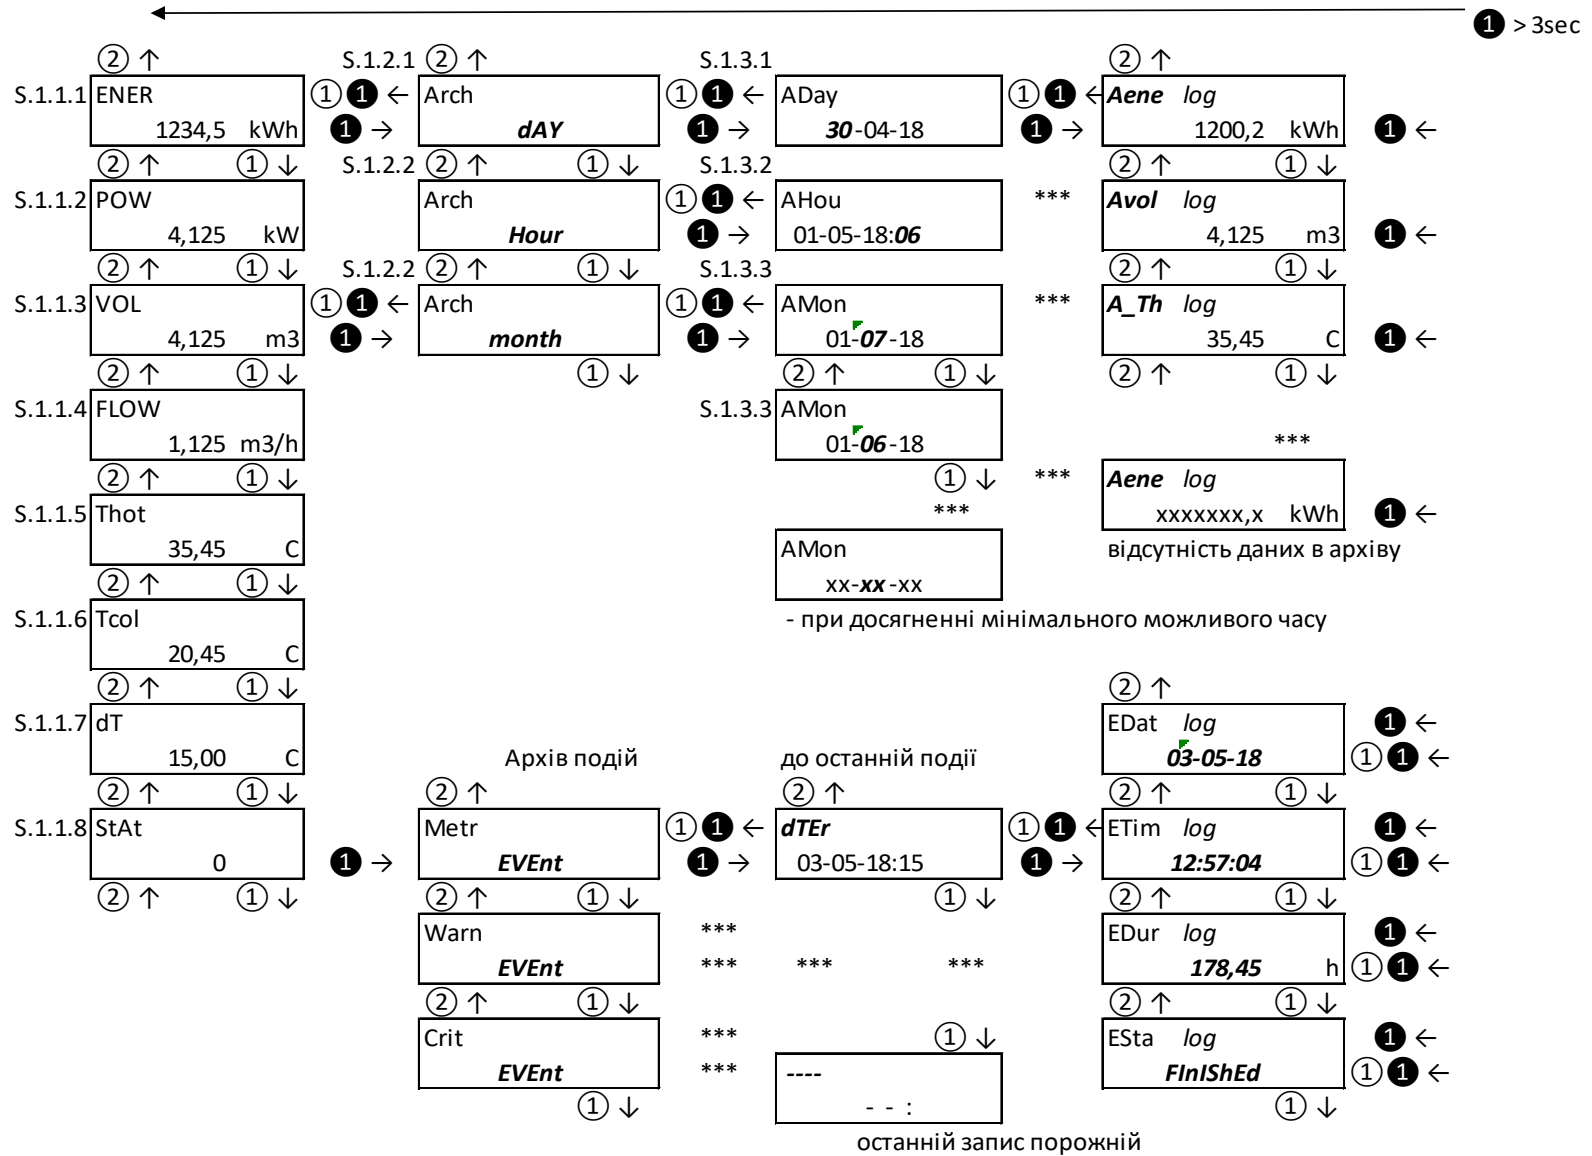 ❶ > 3sec
② ↑ S.1.2.1 ② ↑ S.1.3.1 ② ↑
S.1.1.1 ENER ① ❶ ← Arch ① ❶ ← ADay ① ❶ ← Aene log
1234,5 kWh ❶ → dAY ❶ → 30-04-18 ❶ → 1200,2 kWh ❶ ←
② ↑ ① ↓ S.1.2.2 ② ↑ ① ↓ S.1.3.2 ② ↑ ① ↓
S.1.1.2 POW Arch ① ❶ ← AHou *** Avol log
4,125 kW Hour ❶ → 01-05-18:06 4,125 m3 ❶ ←
② ↑ ① ↓ S.1.2.2 ② ↑ ① ↓ S.1.3.3 ② ↑ ① ↓
S.1.1.3 VOL ① ❶ ← Arch ① ❶ ← AMon *** A_Th log
4,125 m3 ❶ → month ❶ → 01-07-18 35,45 C ❶ ←
② ↑ ① ↓ ① ↓ ② ↑ ① ↓ ② ↑ ① ↓
S.1.1.4 FLOW S.1.3.3 AMon
1,125 m3/h 01-06-18 ***
② ↑ ① ↓ ① ↓ *** Aene log
S.1.1.5 Thot *** xxxxxxx,x kWh ❶ ←
35,45 C AMon відсутність даних в архіву
② ↑ ① ↓ xx-xx-xx
S.1.1.6 Tcol - при досягненні мінімального можливого часу
20,45 C
② ↑ ① ↓ ② ↑
S.1.1.7 dT EDat log ❶ ←
15,00 C Архів подій до останній події 03-05-18 ① ❶ ←
② ↑ ① ↓ ② ↑ ② ↑ ② ↑ ① ↓
S.1.1.8 StAt Metr ① ❶ ← dTEr ① ❶ ← ETim log ❶ ←
0 ❶ → EVEnt ❶ → 03-05-18:15 ❶ → 12:57:04 ① ❶ ←
② ↑ ① ↓ ② ↑ ① ↓ ① ↓ ② ↑ ① ↓
Warn *** EDur log ❶ ←
EVEnt *** *** *** 178,45 h ① ❶ ←
② ↑ ① ↓ ② ↑ ① ↓
Crit *** ① ↓ ESta log ❶ ←
EVEnt *** ---- FInIShEd ① ❶ ←
① ↓ - - : ① ↓
останній запис порожній